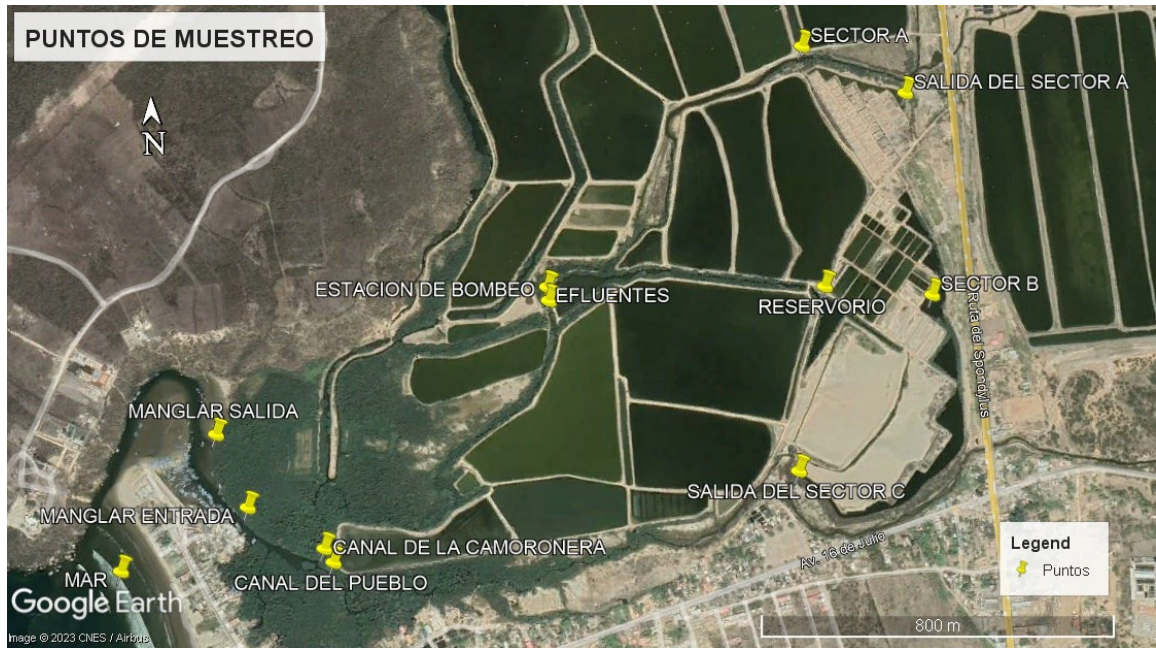 PUNTOS DE MUESTREO
SECTOR A
SALIDA DEL SECTOR A
N
ESTACION DE BOMBEO
EFLUENTES
RESERVORIO
SECTOR B
Ruta del Spondylus
MANGLAR SALIDA
SALIDA DEL SECTOR C
MANGLAR ENTRADA
CANAL DE LA CAMORONERA
Av. 16 de Julio
CANAL DEL PUEBLO
MAR
Legend
Puntos
Google Earth
Image © 2023 CNES / Airbus
800 m